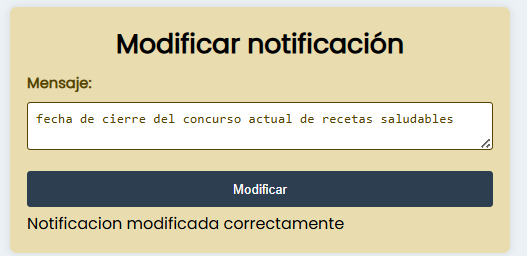 Modificar notificación
Mensaje:
fecha de cierre del concurso actual de recetas saludables
Modificar
Notificacion modificada correctamente